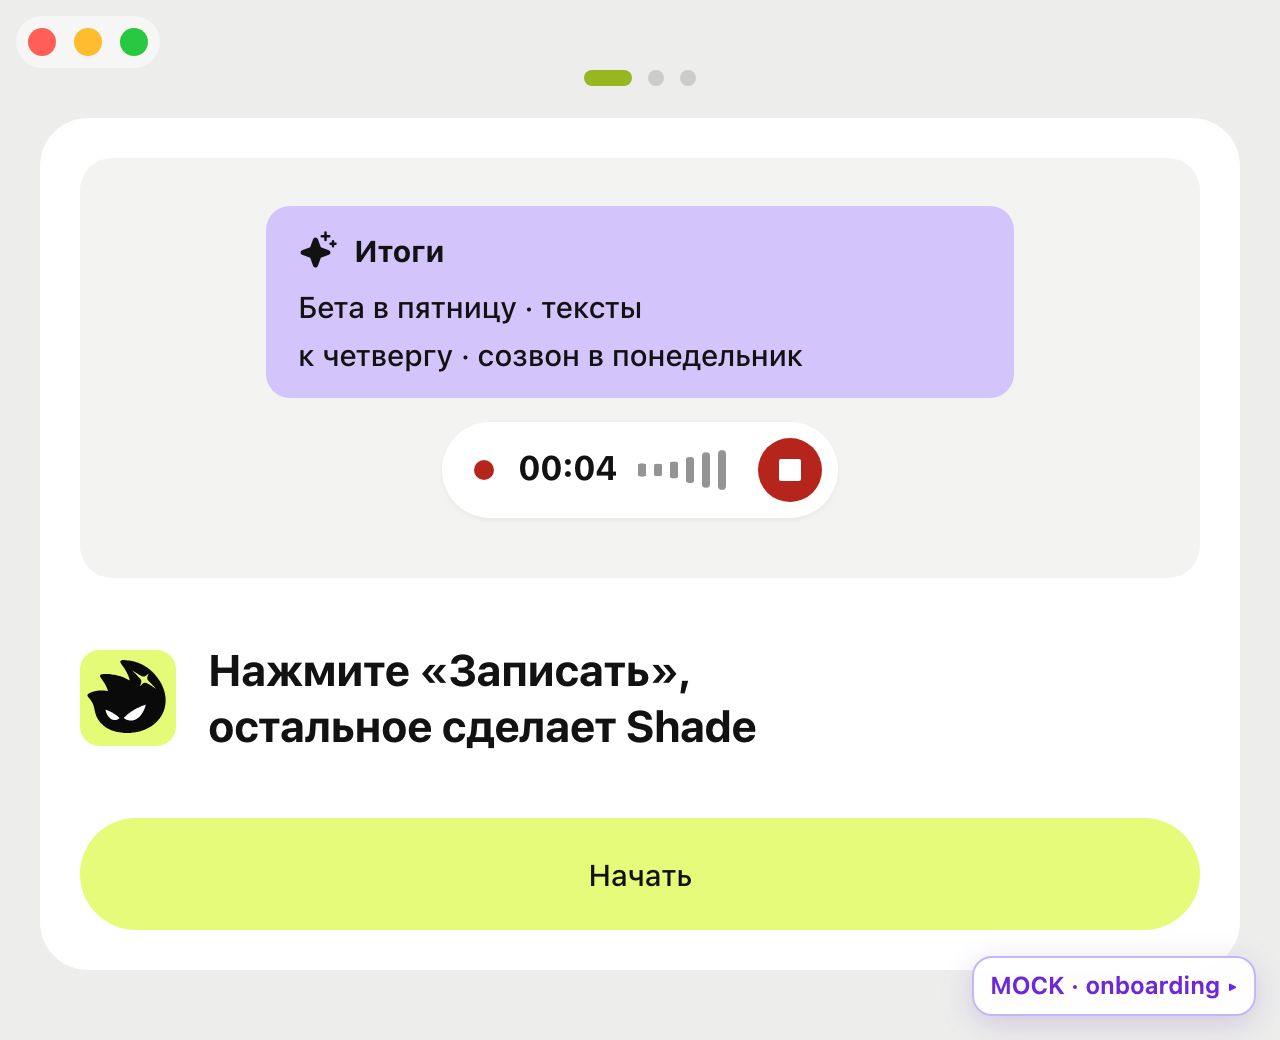 Итоги
Бета в пятницу · тексты
к четвергу · созвон в понедельник
00:04
Нажмите «Записать»,
остальное сделает Shade
Начать
MOCK · onboarding ▸